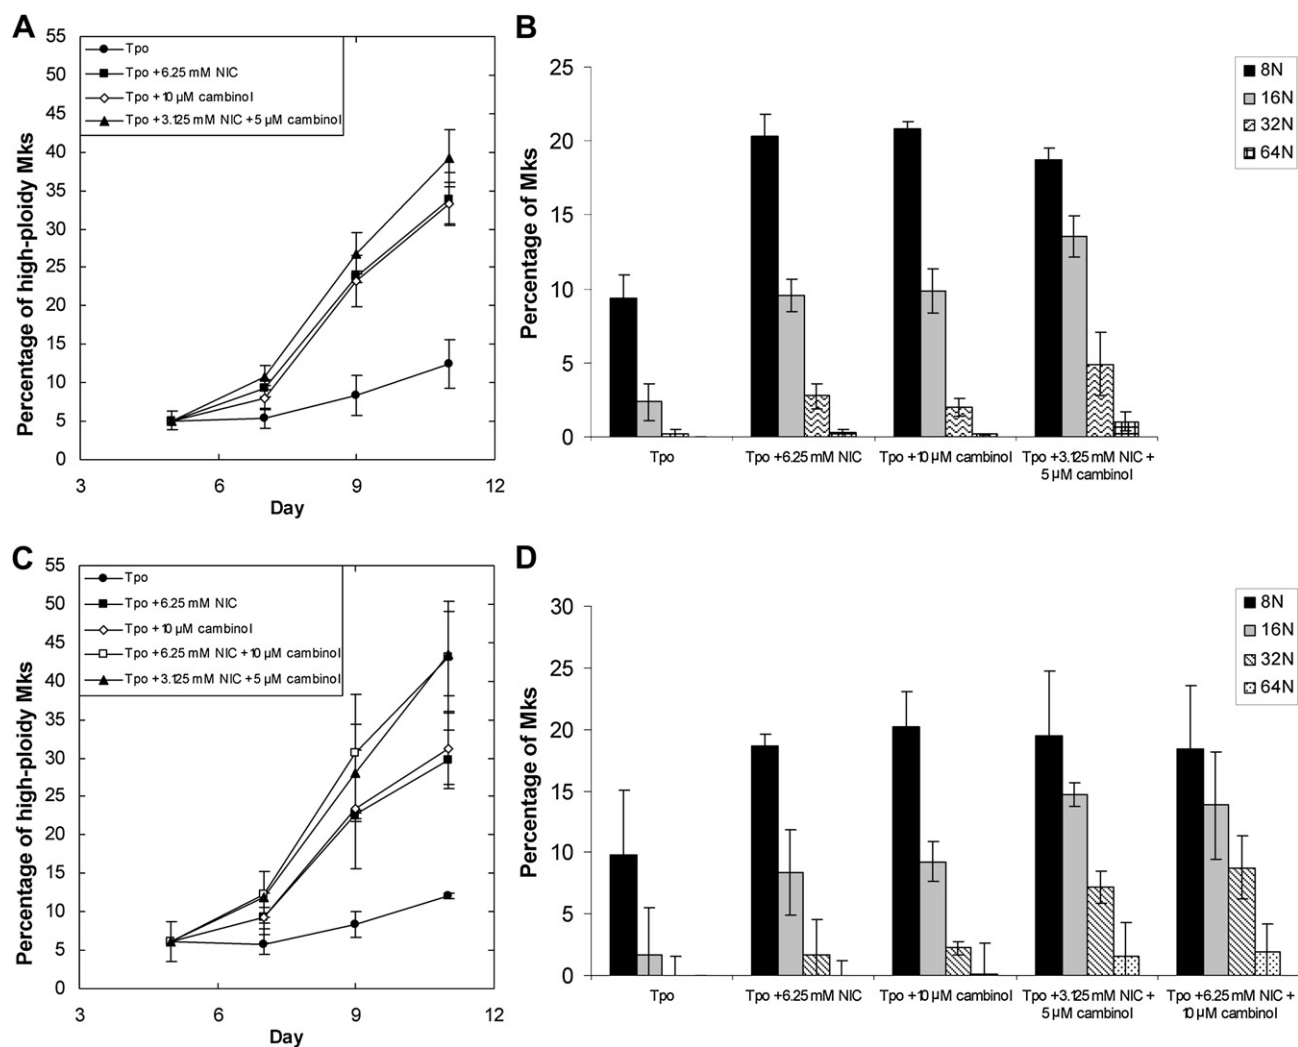 A
Percentage of high-ploidy Mks
55
50
45
40
35
30
25
20
15
10
5
0
Tpo
Tpo +6.25 mM NIC
Tpo +10 µM cambinol
Tpo +3.125 mM NIC +5 µM cambinol
3
6
9
12
Day
B
Percentage of Mks
25
20
15
10
5
0
8N
16N
32N
64N
Tpo
Tpo +6.25 mM NIC
Tpo +10 µM cambinol
Tpo +3.125 mM NIC +
5 µM cambinol
C
Percentage of high-ploidy Mks
55
50
45
40
35
30
25
20
15
10
5
0
Tpo
Tpo +6.25 mM NIC
Tpo +10 µM cambinol
Tpo +6.25 mM NIC +10 µM cambinol
Tpo +3.125 mM NIC +5 µM cambinol
3
6
9
12
Day
D
Percentage of Mks
30
25
20
15
10
5
0
8N
16N
32N
64N
Tpo
Tpo +6.25 mM NIC
Tpo +10 µM cambinol
Tpo +3.125 mM NIC +
5 µM cambinol
Tpo +6.25 mM NIC +
10 µM cambinol